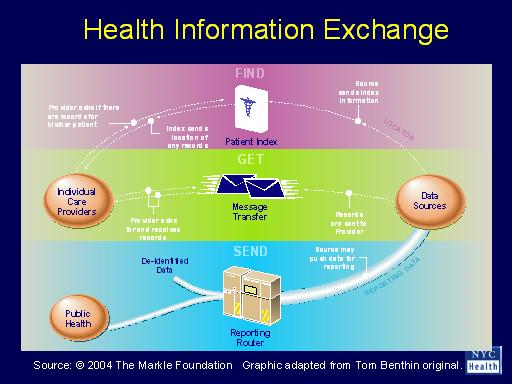 Health Information Exchange
FIND
Provider asks if there
are records for
his/her patient
Index sends
location of
any records
Patient Index
Source
sends index
information
LOCATOR
GET
Individual
Care
Providers
Provider asks
for and receives
records
Message
Transfer
Records
are sent to
Provider
Data
Sources
SEND
De-Identified
Data
Source may
push data for
reporting
REPORTING DATA
Public
Health
Reporting
Router
Source: © 2004 The Markle Foundation Graphic adapted from Tom Benthin original.
NYC
Health